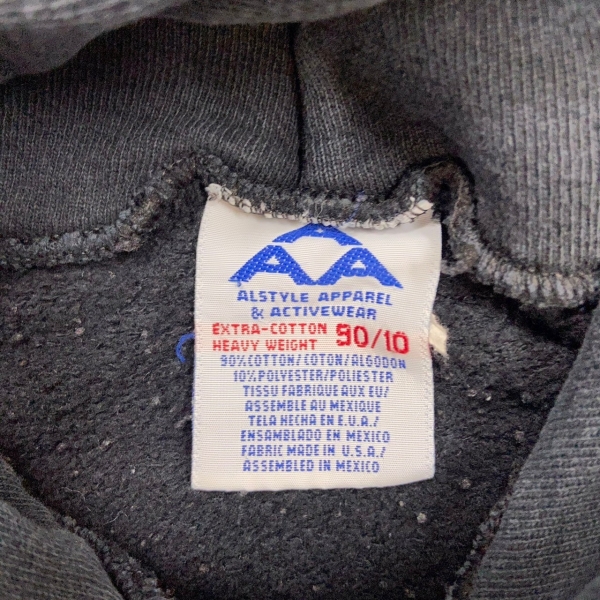 AAA
ALSTYLE APPAREL
& ACTIVEWEAR
EXTRA-COTTON 90/10
HEAVY WEIGHT
90%COTTON/COTON/ALGODON
10%POLYESTER/POLIESTER
TISSU FABRIQUE AUX EU/
ASSEMBLE AU MEXIQUE
TELA HECHA EN E.U.A./
ENSAMBLADO EN MEXICO
FABRIC MADE IN U.S.A./
ASSEMBLED IN MEXICO